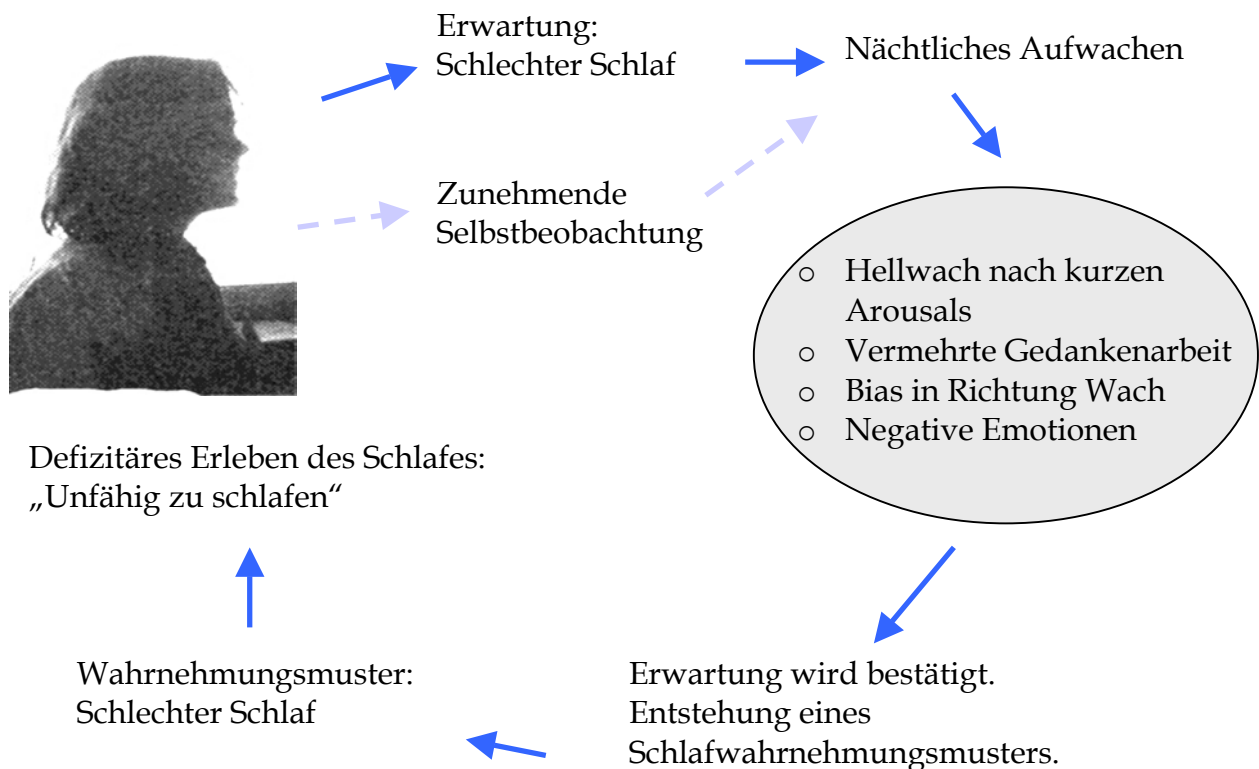 Erwartung:
Schlechter Schlaf
Nächtliches Aufwachen
Zunehmende
Selbstbeobachtung
o Hellwach nach kurzen
Arousals
o Vermehrte Gedankenarbeit
o Bias in Richtung Wach
o Negative Emotionen
Defizitäres Erleben des Schlafes:
„Unfähig zu schlafen“
Wahrnehmungsmuster:
Schlechter Schlaf
Erwartung wird bestätigt.
Entstehung eines
Schlafwahrnehmungsmusters.